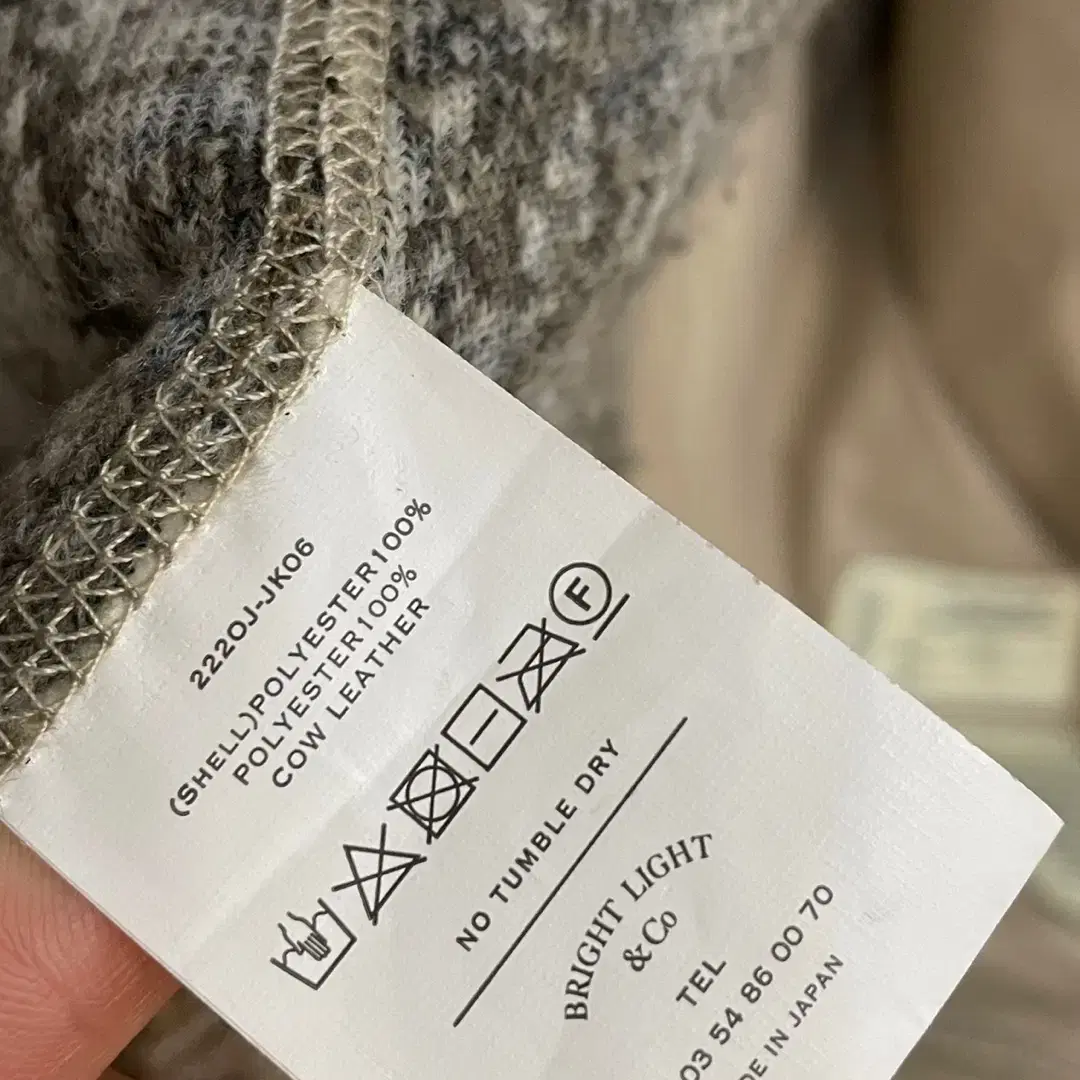 2220J-JK06
(SHELL)POLYESTER100%
POLYESTER100%
COW LEATHER
F
NO TUMBLE DRY
BRIGHT LIGHT
& Co
TEL
03 54 86 00 70
DE IN JAPAN